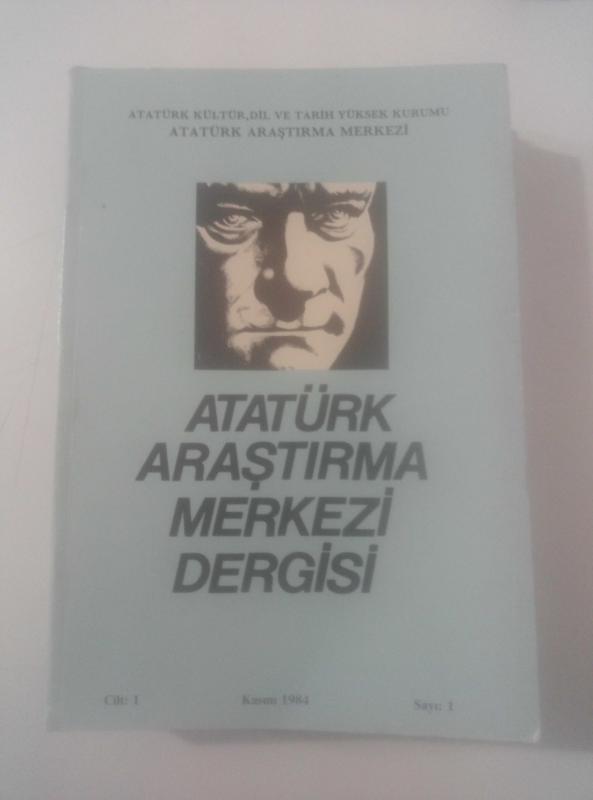 ATATÜRK KÜLTÜR,DİL VE TARİH YÜKSEK KURUMU
ATATÜRK ARAŞTIRMA MERKEZİ
ATATÜRK
ARAŞTIRMA
MERKEZİ
DERGİSİ
Cilt: I Kasım 1984 Sayı: 1